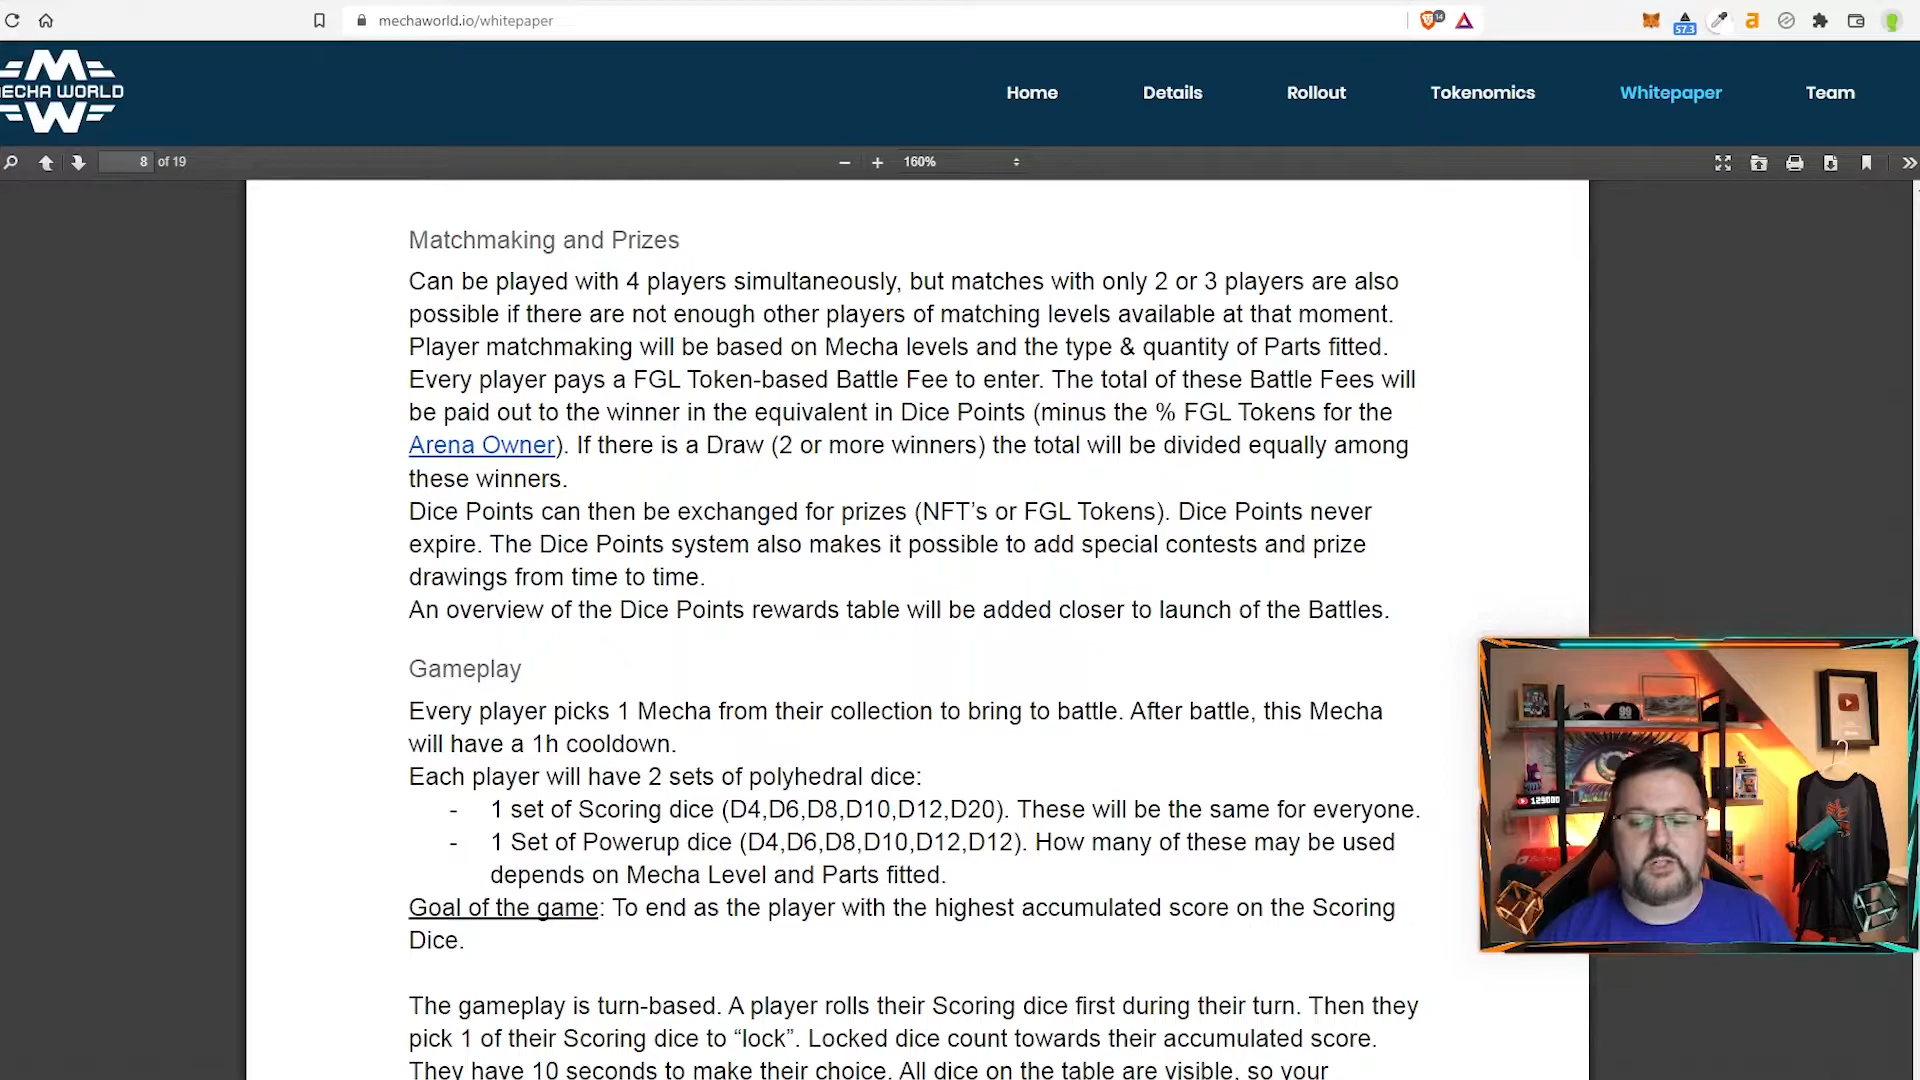 mechaworld.io/whitepaper
14
57.3
MECHA WORLD
Home
Details
Rollout
Tokenomics
Whitepaper
Team
8 of 19
160%
Matchmaking and Prizes
Can be played with 4 players simultaneously, but matches with only 2 or 3 players are also
possible if there are not enough other players of matching levels available at that moment.
Player matchmaking will be based on Mecha levels and the type & quantity of Parts fitted.
Every player pays a FGL Token-based Battle Fee to enter. The total of these Battle Fees will
be paid out to the winner in the equivalent in Dice Points (minus the % FGL Tokens for the
Arena Owner). If there is a Draw (2 or more winners) the total will be divided equally among
these winners.
Dice Points can then be exchanged for prizes (NFT’s or FGL Tokens). Dice Points never
expire. The Dice Points system also makes it possible to add special contests and prize
drawings from time to time.
An overview of the Dice Points rewards table will be added closer to launch of the Battles.
Gameplay
Every player picks 1 Mecha from their collection to bring to battle. After battle, this Mecha
will have a 1h cooldown.
Each player will have 2 sets of polyhedral dice:
- 1 set of Scoring dice (D4,D6,D8,D10,D12,D20). These will be the same for everyone.
- 1 Set of Powerup dice (D4,D6,D8,D10,D12,D12). How many of these may be used
depends on Mecha Level and Parts fitted.
Goal of the game: To end as the player with the highest accumulated score on the Scoring
Dice.
The gameplay is turn-based. A player rolls their Scoring dice first during their turn. Then they
pick 1 of their Scoring dice to “lock”. Locked dice count towards their accumulated score.
They have 10 seconds to make their choice. All dice on the table are visible, so your